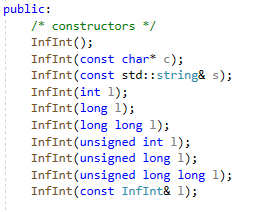 public:
/* constructors */
InfInt();
InfInt(const char* c);
InfInt(const std::string& s);
InfInt(int l);
InfInt(long l);
InfInt(long long l);
InfInt(unsigned int l);
InfInt(unsigned long l);
InfInt(unsigned long long l);
InfInt(const InfInt& l);